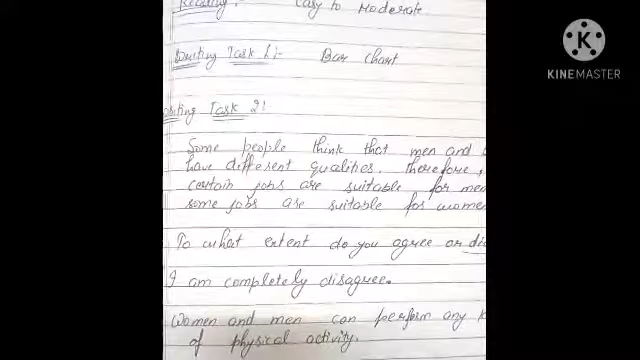 Reading :- Easy to Moderate
Writing Task 1 :- Bar Chart
Writing Task 2 :
Some people think that men and
have different qualities. Therefore,
certain jobs are suitable for men
some jobs are suitable for women
To what extent do you agree or
I am completely disagree.
Women and men can perform any
of physical activity.
KINEMASTER